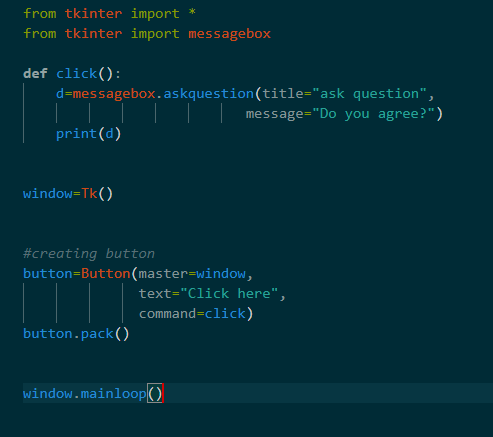 from tkinter import *
from tkinter import messagebox
def click():
    d=messagebox.askquestion(title="ask question",
                           message="Do you agree?")
    print(d)
window=Tk()
#creating button
button=Button(master=window,
              text="Click here",
              command=click)
button.pack()
window.mainloop()